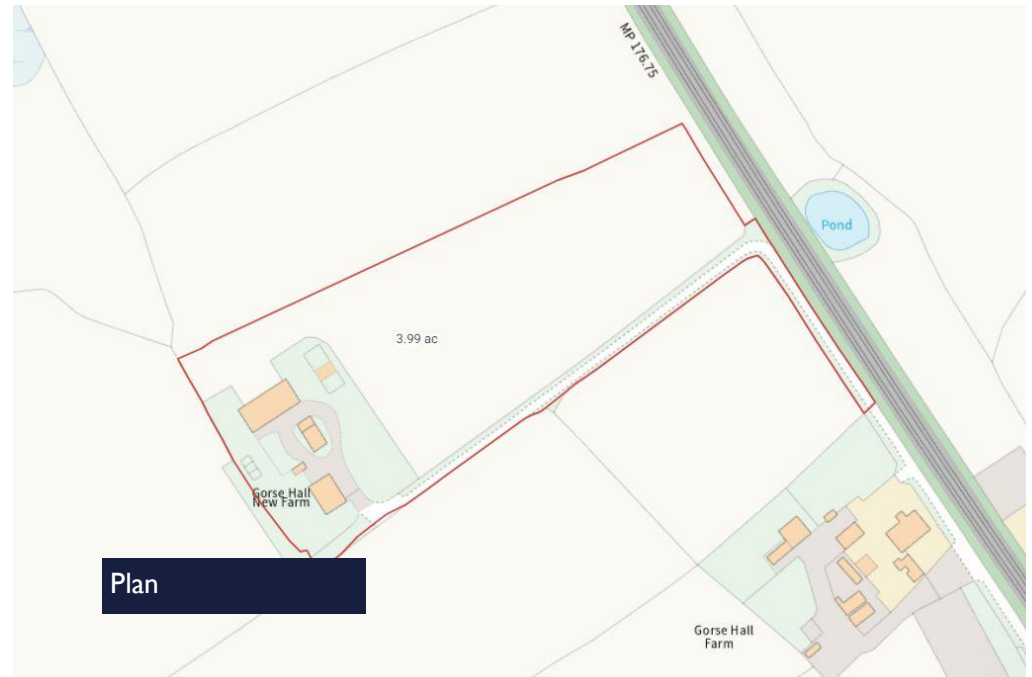 MP 176.75
Pond
3.99 ac
Gorse Hall
New Farm
Plan
Gorse Hall
Farm